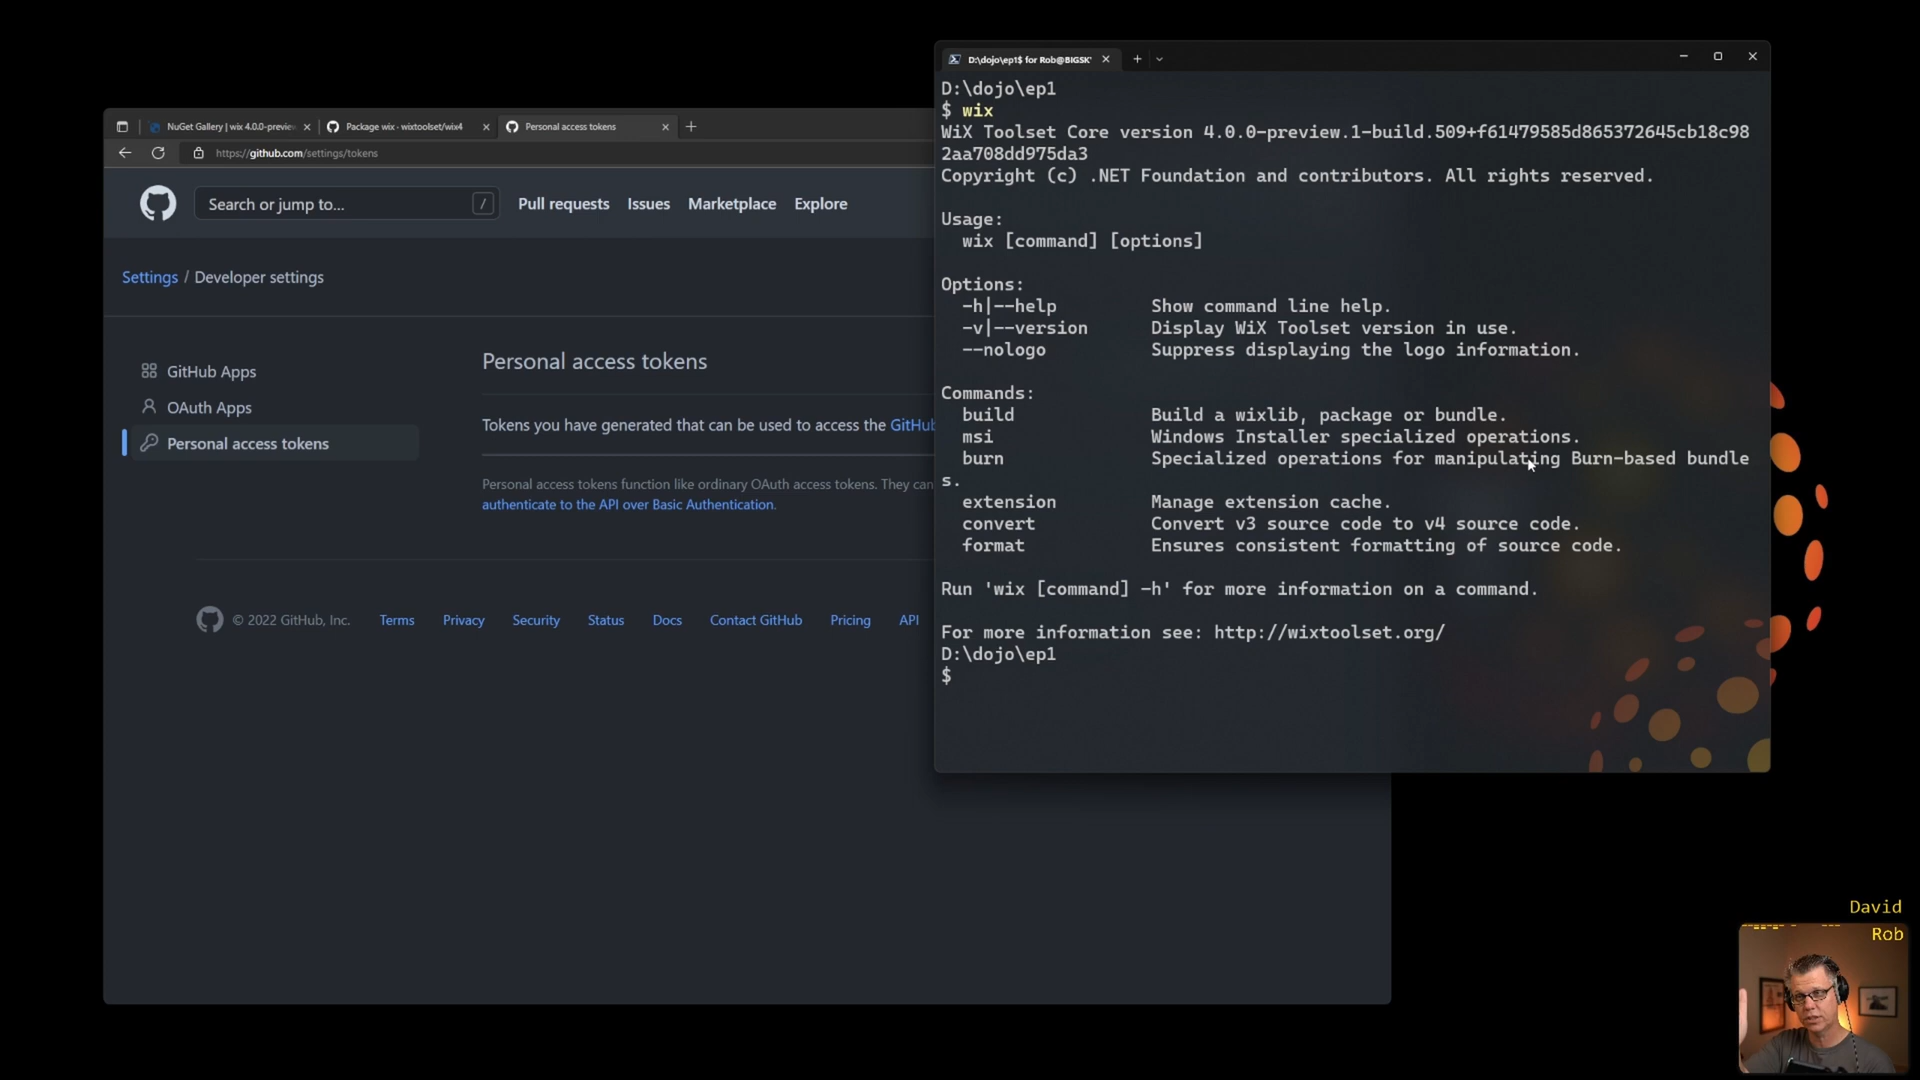 NuGet Gallery | wix 4.0.0-preview
Package wix · wixtoolset/wix4
Personal access tokens
https://github.com/settings/tokens
Search or jump to...
/
Pull requests
Issues
Marketplace
Explore
Settings / Developer settings
GitHub Apps
OAuth Apps
Personal access tokens
Personal access tokens
Tokens you have generated that can be used to access the GitHub
Personal access tokens function like ordinary OAuth access tokens. They can
authenticate to the API over Basic Authentication.
© 2022 GitHub, Inc.
Terms
Privacy
Security
Status
Docs
Contact GitHub
Pricing
API
D:\dojo\ep1$ for Rob@BIGSK
D:\dojo\ep1
$ wix
WiX Toolset Core version 4.0.0-preview.1-build.509+f61479585d865372645cb18c98
2aa708dd975da3
Copyright (c) .NET Foundation and contributors. All rights reserved.
Usage:
wix [command] [options]
Options:
-h|--help Show command line help.
-v|--version Display WiX Toolset version in use.
--nologo Suppress displaying the logo information.
Commands:
build Build a wixlib, package or bundle.
msi Windows Installer specialized operations.
burn Specialized operations for manipulating Burn-based bundle
s.
extension Manage extension cache.
convert Convert v3 source code to v4 source code.
format Ensures consistent formatting of source code.
Run 'wix [command] -h' for more information on a command.
For more information see: http://wixtoolset.org/
D:\dojo\ep1
$
David
Rob